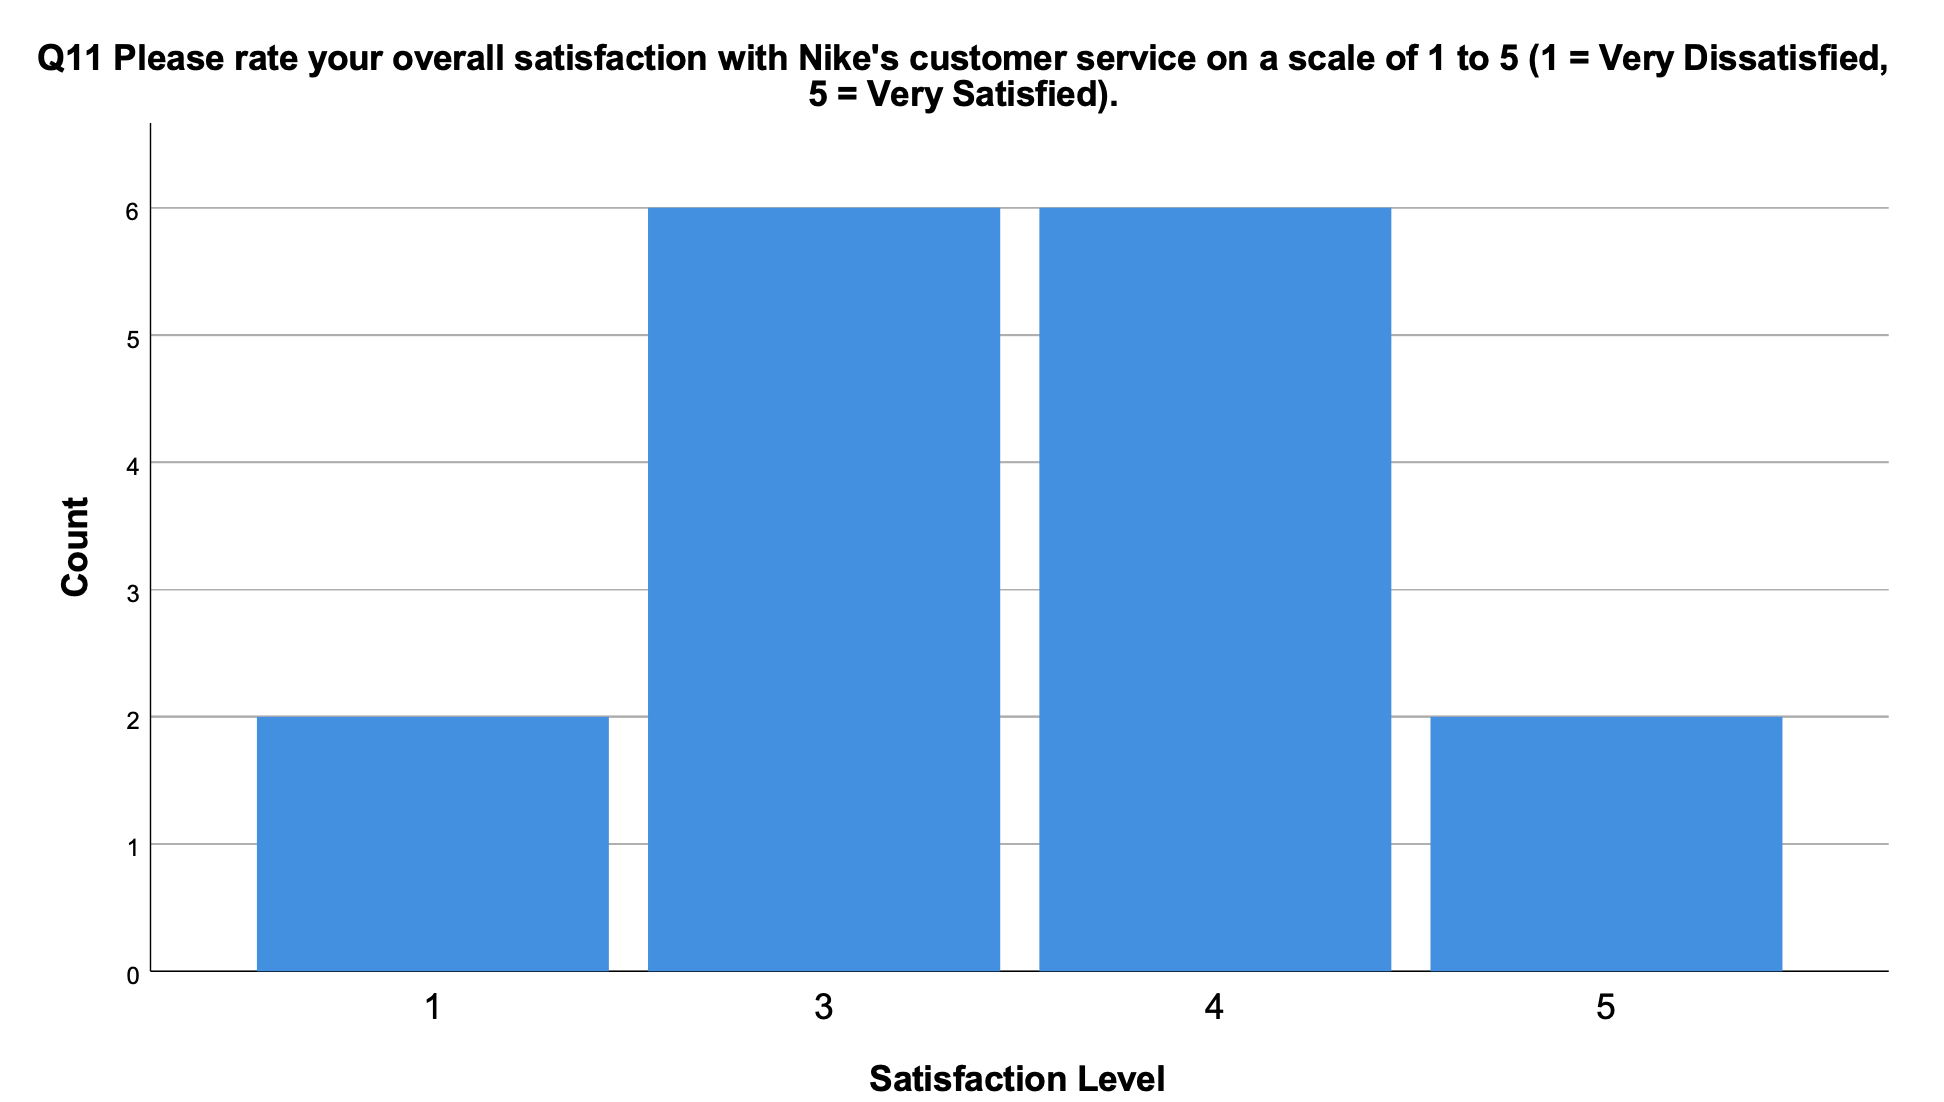 Q11 Please rate your overall satisfaction with Nike's customer service on a scale of 1 to 5 (1 = Very Dissatisfied,
5 = Very Satisfied).
6
5
4
3
2
1
0
Count
1 3 4 5
Satisfaction Level